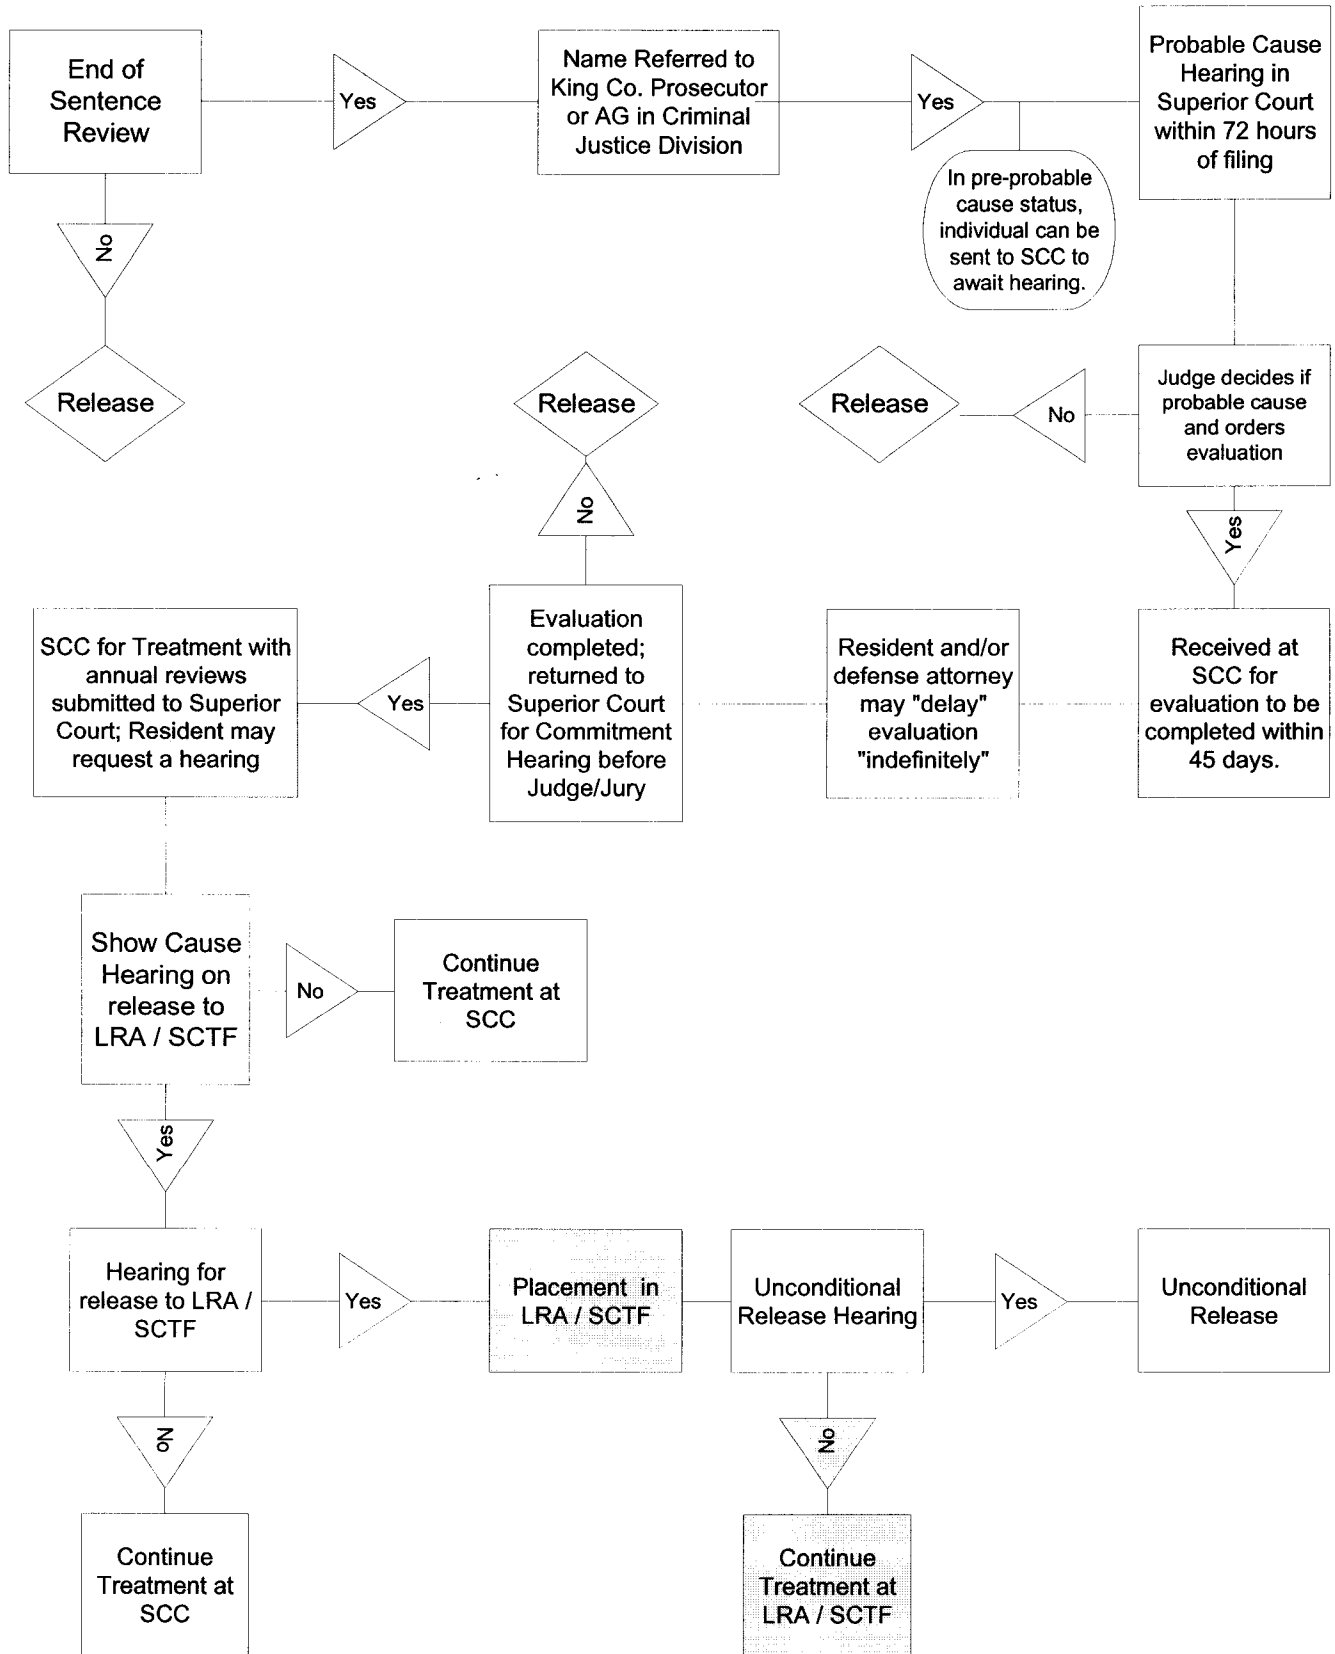 End of
Sentence
Review
Yes
Name Referred to
King Co. Prosecutor
or AG in Criminal
Justice Division
Yes
Probable Cause
Hearing in
Superior Court
within 72 hours
of filing
In pre-probable
cause status,
individual can be
sent to SCC to
await hearing.
No
Release
Release
Release
No
Judge decides if
probable cause
and orders
evaluation
No
Yes
SCC for Treatment with
annual reviews
submitted to Superior
Court; Resident may
request a hearing
Yes
Evaluation
completed;
returned to
Superior Court
for Commitment
Hearing before
Judge/Jury
Resident and/or
defense attorney
may "delay"
evaluation
"indefinitely"
Received at
SCC for
evaluation to be
completed within
45 days.
Show Cause
Hearing on
release to
LRA / SCTF
No
Continue
Treatment at
SCC
Yes
Hearing for
release to LRA /
SCTF
Yes
Placement in
LRA / SCTF
Unconditional
Release Hearing
Yes
Unconditional
Release
No
No
Continue
Treatment at
SCC
Continue
Treatment at
LRA / SCTF